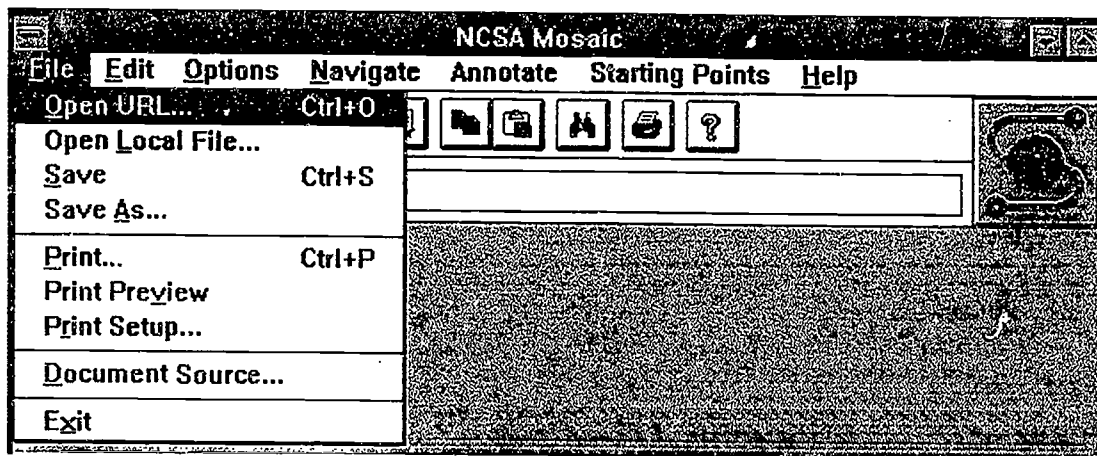 NCSA Mosaic
File Edit Options Navigate Annotate Starting Points Help
Open URL... Ctrl+O
Open Local File...
Save Ctrl+S
Save As...
Print... Ctrl+P
Print Preview
Print Setup...
Document Source...
Exit